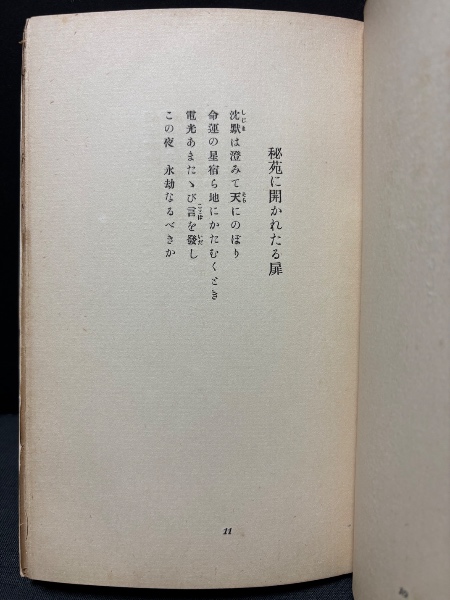 秘苑に開かれたる扉
沈默は澄みて天にのぼり
命運の星宿ら地にかたむくとき
電光あまたゝび言を發し
この夜　永劫なるべきか
11